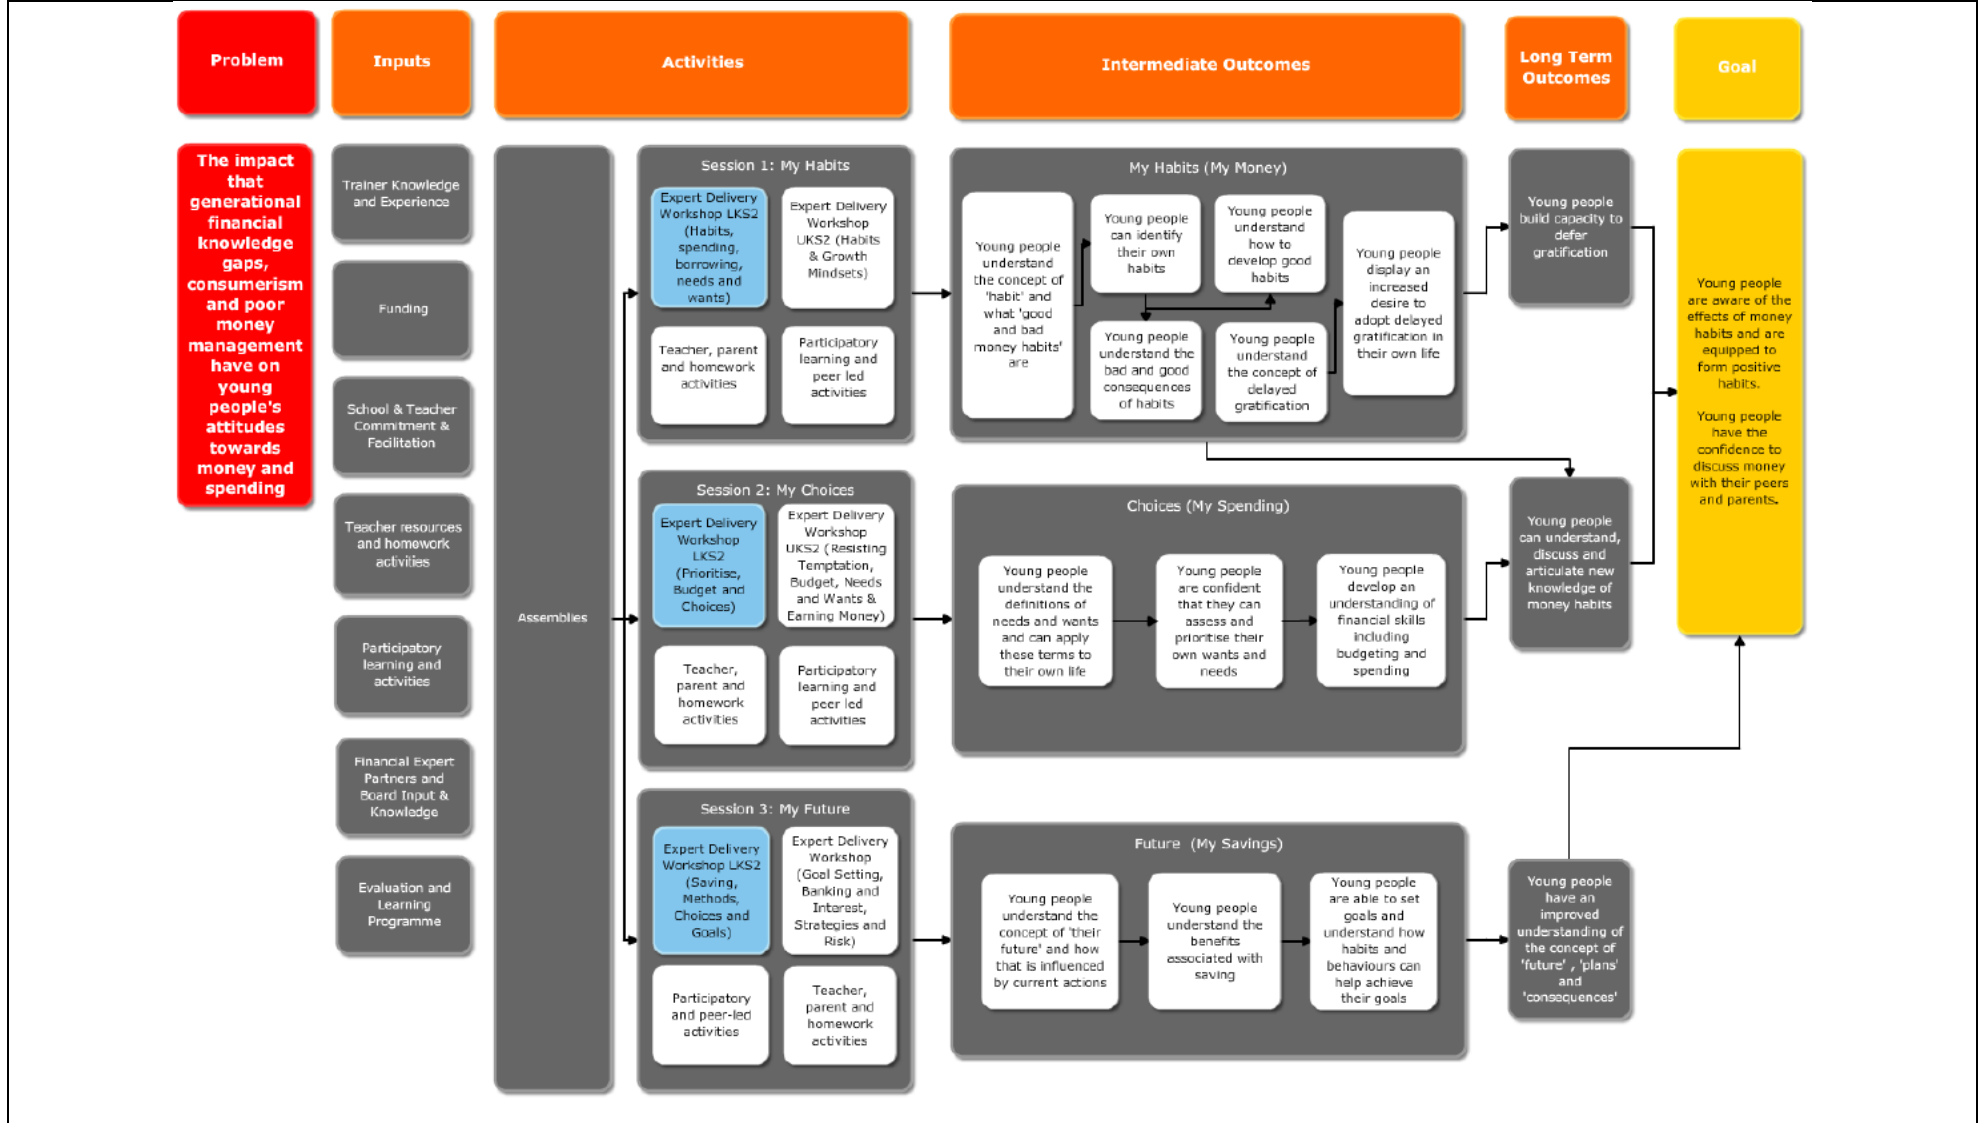 Problem
Inputs
Activities
Intermediate Outcomes
Long Term
Outcomes
Goal
The impact
that
generational
financial
knowledge
gaps,
consumerism
and poor
money
management
have on
young
people's
attitudes
towards
money and
spending
Trainer Knowledge
and Experience
Funding
School & Teacher
Commitment &
Facilitation
Teacher resources
and homework
activities
Participatory
learning and
activities
Financial Expert
Partners and
Board Input &
Knowledge
Evaluation and
Learning
Programme
Assemblies
Session 1: My Habits
Expert Delivery
Workshop LKS2
(Habits,
spending,
borrowing,
needs and
wants)
Expert Delivery
Workshop
UKS2 (Habits
& Growth
Mindsets)
Teacher, parent
and homework
activities
Participatory
learning and
peer led
activities
Session 2: My Choices
Expert Delivery
Workshop
LKS2
(Prioritise,
Budget and
Choices)
Expert Delivery
Workshop
UKS2 (Resisting
Temptation,
Budget, Needs
and Wants &
Earning Money)
Teacher,
parent and
homework
activities
Participatory
learning and
peer led
activities
Session 3: My Future
Expert Delivery
Workshop LKS2
(Saving,
Methods,
Choices and
Goals)
Expert Delivery
Workshop
(Goal Setting,
Banking and
Interest,
Strategies and
Risk)
Participatory
and peer-led
activities
Teacher,
parent and
homework
activities
My Habits (My Money)
Young people
understand
the concept of
'habit' and
what 'good
and bad
money habits'
are
Young people
can identify
their own
habits
Young people
understand
how to
develop good
habits
Young people
understand the
bad and good
consequences
of habits
Young people
understand
the concept of
delayed
gratification
Young people
display an
increased
desire to
adopt delayed
gratification in
their own life
Choices (My Spending)
Young people
understand the
definitions of
needs and wants
and can apply
these terms to
their own life
Young people
are confident
that they can
assess and
prioritise their
own wants and
needs
Young people
develop an
understanding of
financial skills
including
budgeting and
spending
Future (My Savings)
Young people
understand the
concept of 'their
future' and how
that is influenced
by current actions
Young people
understand the
benefits
associated with
saving
Young people
are able to set
goals and
understand how
habits and
behaviours can
help achieve
their goals
Young people
build capacity to
defer
gratification
Young people
can understand,
discuss and
articulate new
knowledge of
money habits
Young people
have an
improved
understanding of
the concept of
'future' , 'plans'
and
'consequences'
Young people
are aware of the
effects of money
habits and are
equipped to
form positive
habits.
Young people
have the
confidence to
discuss money
with their peers
and parents.